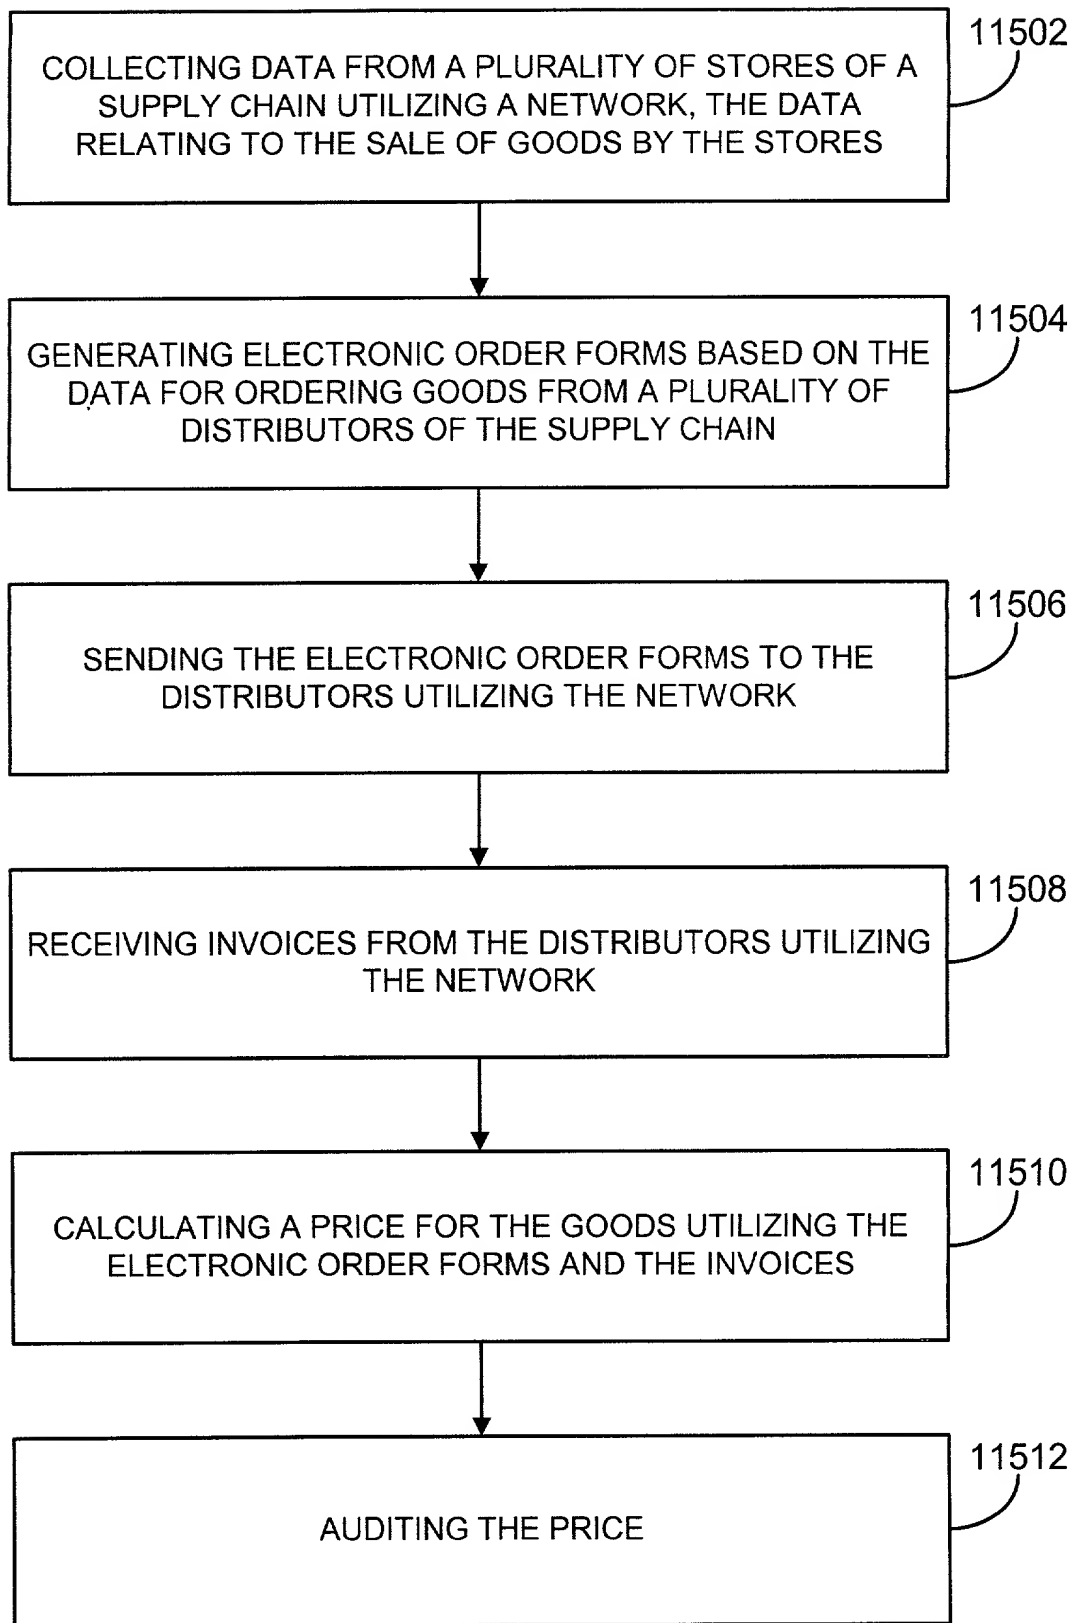 11502
COLLECTING DATA FROM A PLURALITY OF STORES OF A
SUPPLY CHAIN UTILIZING A NETWORK, THE DATA
RELATING TO THE SALE OF GOODS BY THE STORES
11504
GENERATING ELECTRONIC ORDER FORMS BASED ON THE
DATA FOR ORDERING GOODS FROM A PLURALITY OF
DISTRIBUTORS OF THE SUPPLY CHAIN
11506
SENDING THE ELECTRONIC ORDER FORMS TO THE
DISTRIBUTORS UTILIZING THE NETWORK
11508
RECEIVING INVOICES FROM THE DISTRIBUTORS UTILIZING
THE NETWORK
11510
CALCULATING A PRICE FOR THE GOODS UTILIZING THE
ELECTRONIC ORDER FORMS AND THE INVOICES
11512
AUDITING THE PRICE